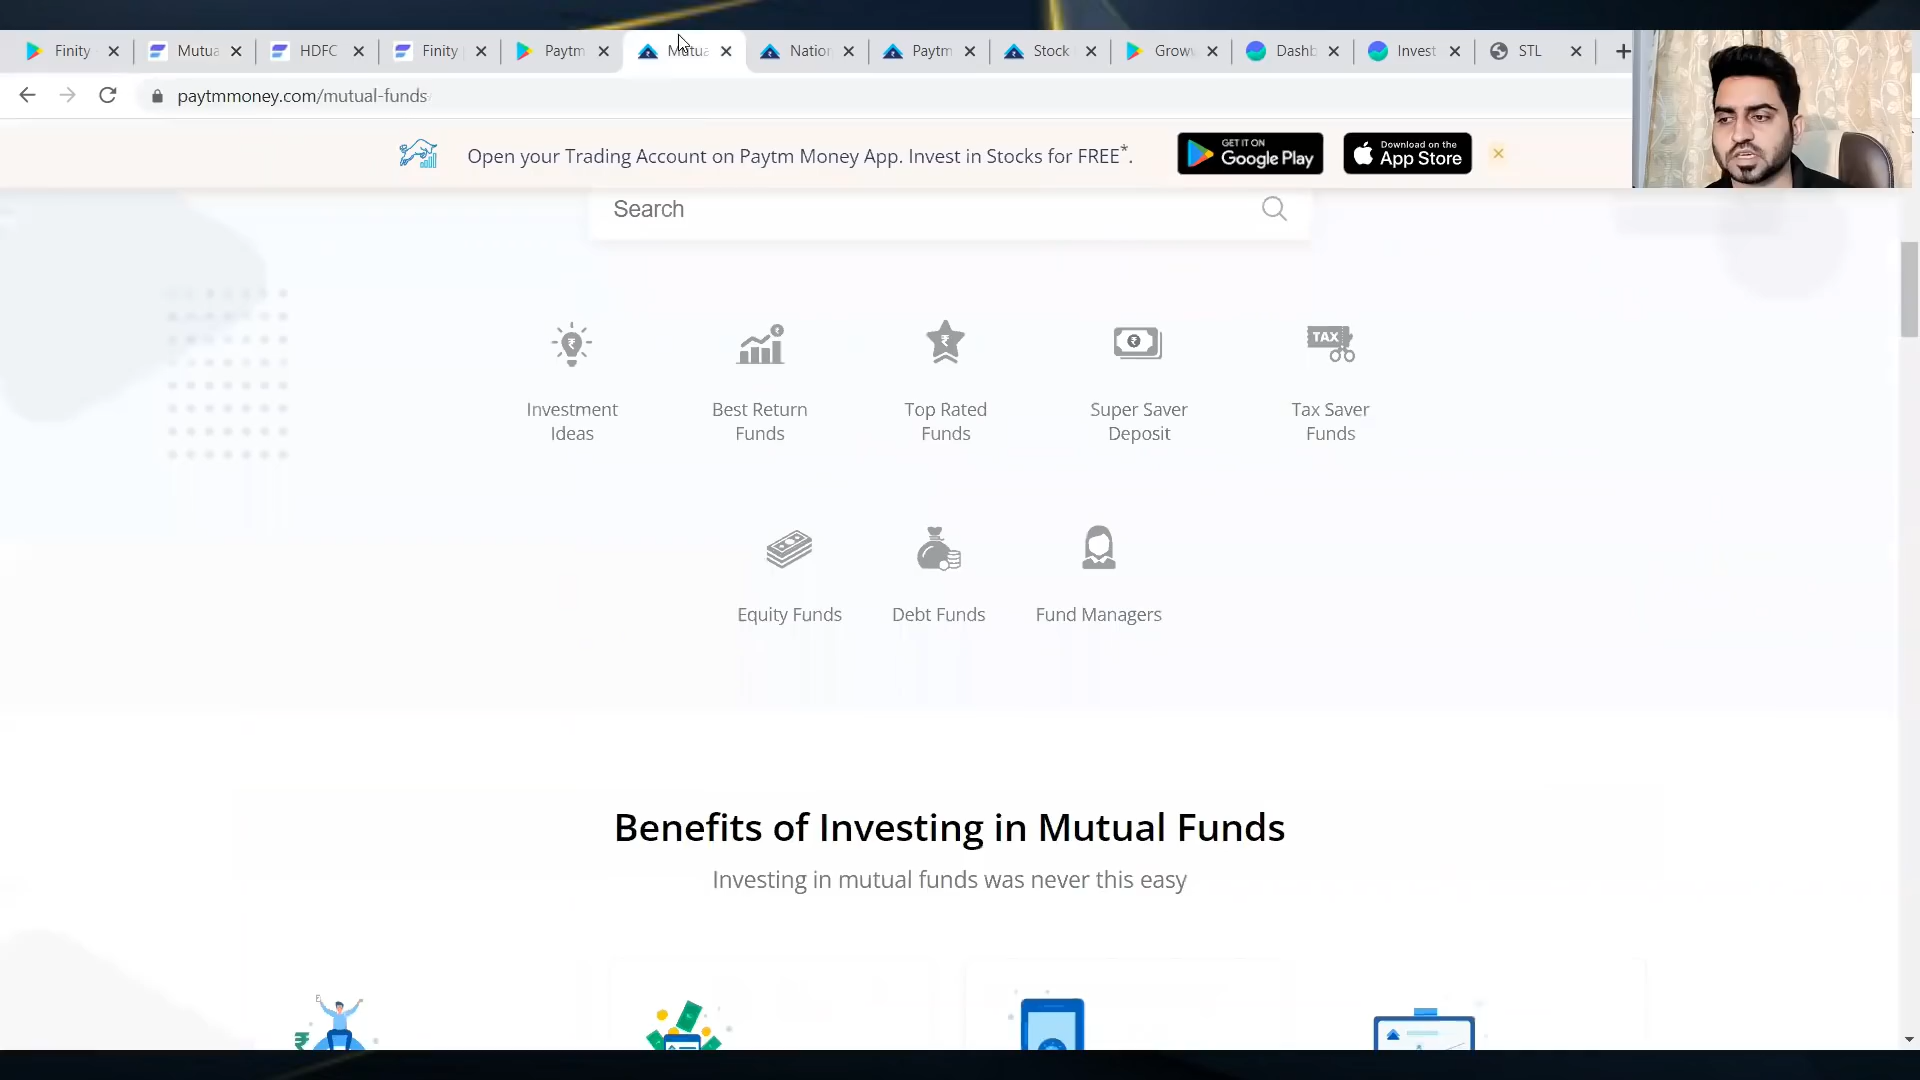 Finity
Mutua
HDFC
Finity
Paytm
Mutua
Natio
Paytm
Stock
Grow
Dashb
Invest
STL
paytmmoney.com/mutual-funds
Open your Trading Account on Paytm Money App. Invest in Stocks for FREE*.
GET IT ON
Google Play
Download on the
App Store
Search
Investment
Ideas
Best Return
Funds
Top Rated
Funds
Super Saver
Deposit
TAX
Tax Saver
Funds
Equity Funds
Debt Funds
Fund Managers
Benefits of Investing in Mutual Funds
Investing in mutual funds was never this easy